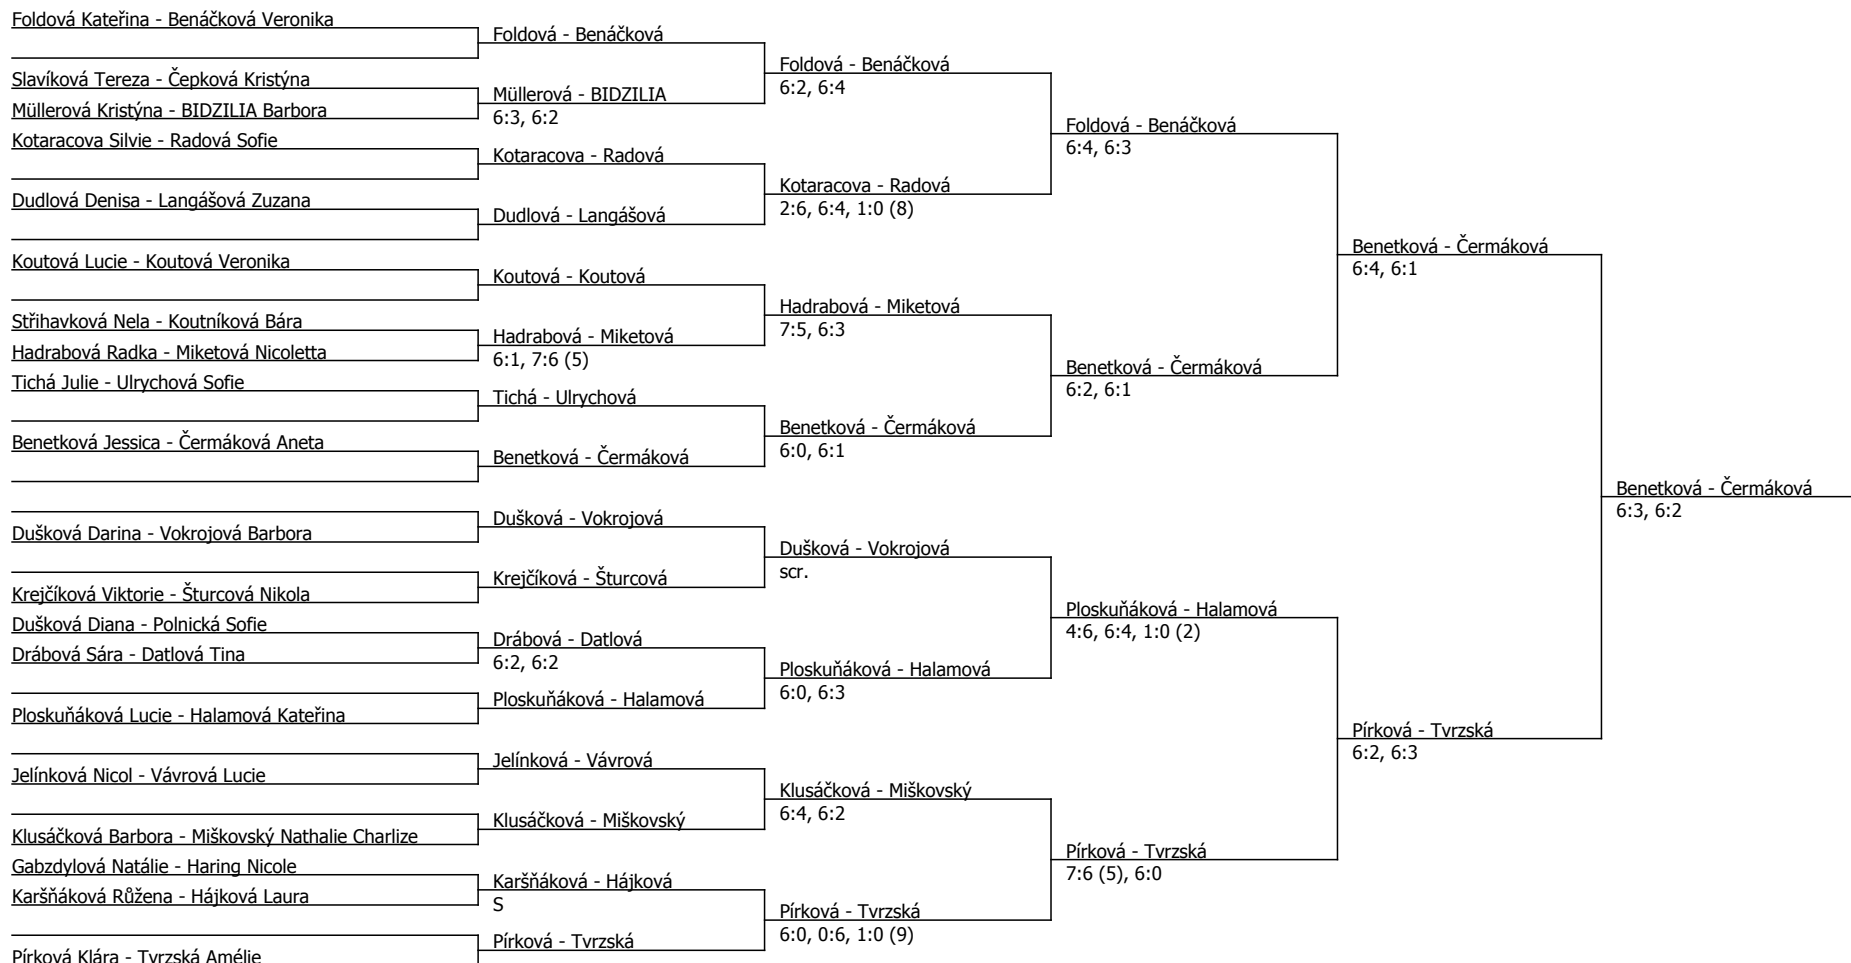 Foldová Kateřina - Benáčková Veronika
Slavíková Tereza - Čepková Kristýna
Müllerová Kristýna - BIDZILIA Barbora
Kotaracova Silvie - Radová Sofie
Dudlová Denisa - Langášová Zuzana
Koutová Lucie - Koutová Veronika
Střihavková Nela - Koutníková Bára
Hadrabová Radka - Miketová Nicoletta
Tichá Julie - Ulrychová Sofie
Benetková Jessica - Čermáková Aneta
Dušková Darina - Vokrojová Barbora
Krejčíková Viktorie - Šturcová Nikola
Dušková Diana - Polnická Sofie
Drábová Sára - Datlová Tina
Ploskuňáková Lucie - Halamová Kateřina
Jelínková Nicol - Vávrová Lucie
Klusáčková Barbora - Miškovský Nathalie Charlize
Gabzdylová Natálie - Haring Nicole
Karšňáková Růžena - Hájková Laura
Pírková Klára - Tvrzská Amélie
Foldová - Benáčková
Müllerová - BIDZILIA
6:3, 6:2
Kotaracova - Radová
Dudlová - Langášová
Koutová - Koutová
Hadrabová - Miketová
6:1, 7:6 (5)
Tichá - Ulrychová
Benetková - Čermáková
Dušková - Vokrojová
Krejčíková - Šturcová
Drábová - Datlová
6:2, 6:2
Ploskuňáková - Halamová
Jelínková - Vávrová
Klusáčková - Miškovský
Karšňáková - Hájková
S
Pírková - Tvrzská
Foldová - Benáčková
6:2, 6:4
Kotaracova - Radová
2:6, 6:4, 1:0 (8)
Hadrabová - Miketová
7:5, 6:3
Benetková - Čermáková
6:0, 6:1
Dušková - Vokrojová
scr.
Ploskuňáková - Halamová
6:0, 6:3
Klusáčková - Miškovský
6:4, 6:2
Pírková - Tvrzská
6:0, 0:6, 1:0 (9)
Foldová - Benáčková
6:4, 6:3
Benetková - Čermáková
6:2, 6:1
Ploskuňáková - Halamová
4:6, 6:4, 1:0 (2)
Pírková - Tvrzská
7:6 (5), 6:0
Benetková - Čermáková
6:4, 6:1
Pírková - Tvrzská
6:2, 6:3
Benetková - Čermáková
6:3, 6:2